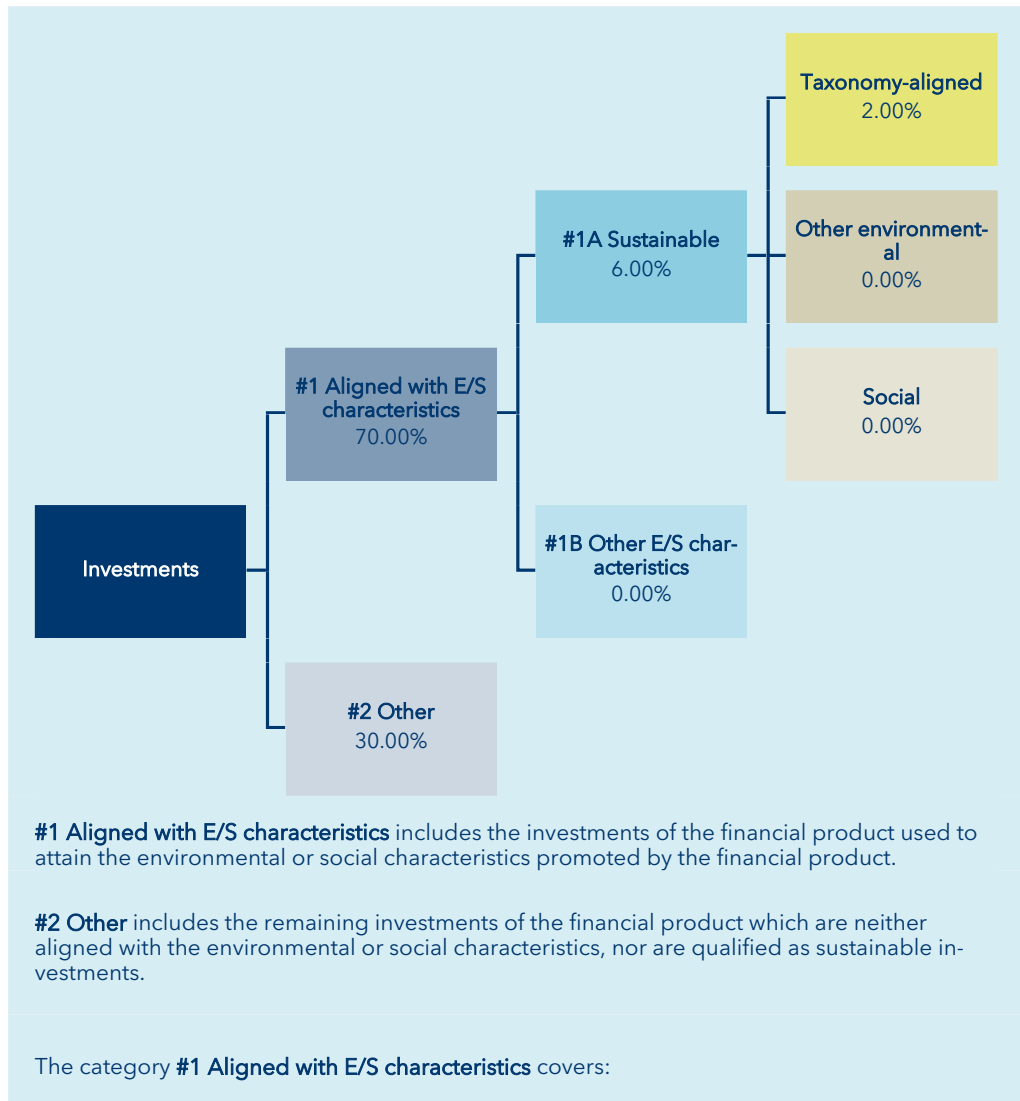 Taxonomy-aligned
2.00%
#1A Sustainable
6.00%
Other environment-
al
0.00%
#1 Aligned with E/S
characteristics
70.00%
Social
0.00%
Investments
#1B Other E/S char-
acteristics
0.00%
#2 Other
30.00%
#1 Aligned with E/S characteristics includes the investments of the financial product used to
attain the environmental or social characteristics promoted by the financial product.
#2 Other includes the remaining investments of the financial product which are neither
aligned with the environmental or social characteristics, nor are qualified as sustainable in-
vestments.
The category #1 Aligned with E/S characteristics covers: